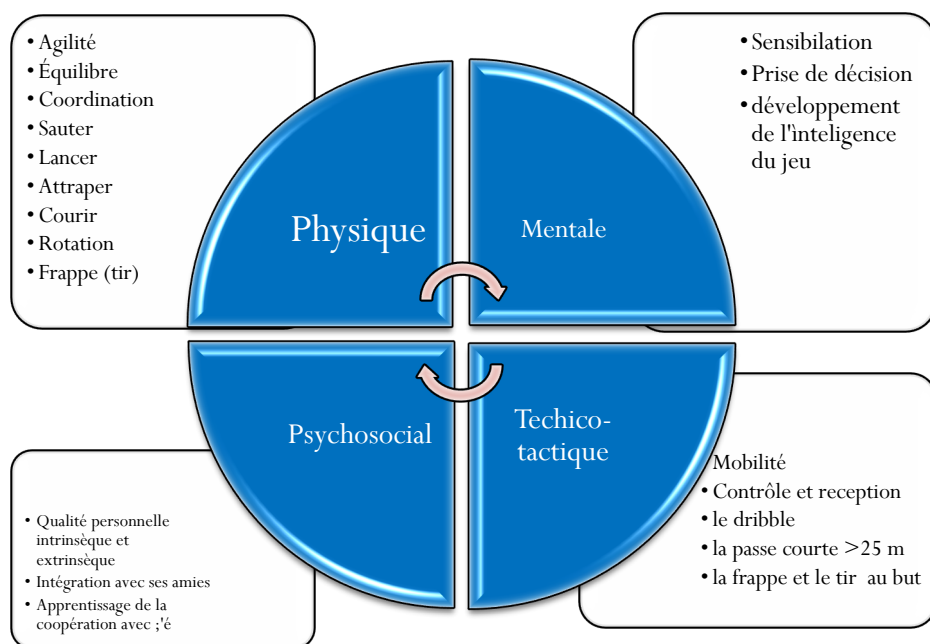 • Agilité
• Équilibre
• Coordination
• Sauter
• Lancer
• Attraper
• Courir
• Rotation
• Frappe (tir)
• Sensibilation
• Prise de décision
• développement
de l'ìnteligence
du jeu
Physique
Mentale
Psychosocial
Techico-
tactique
• Qualité personnelle
intrinsèque et
extrinsèque
• Intégration avec ses amies
• Apprentissage de la
coopération avec ;'é
Mobilité
• Contrôle et reception
• le dribble
• la passe courte >25 m
• la frappe et le tir au but